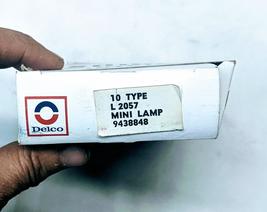 Delco
10 TYPE
L 2057
MINI LAMP
9438848